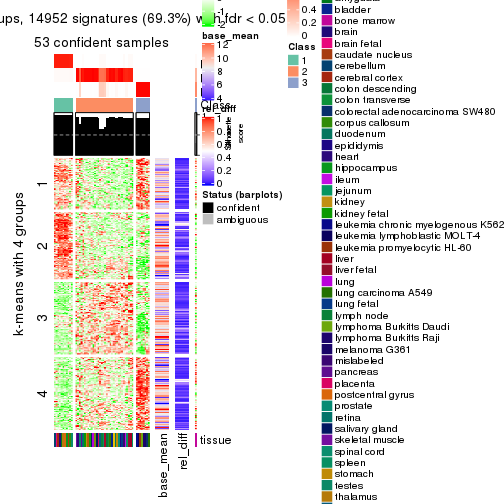 ups, 14952 signatures (69.3%) with fdr < 0.05
53 confident samples
Class
Silhouette
score
k-means with 4 groups
1
2
3
4
tissue
base_mean
rel_diff
base_mean
12
10
8
6
4
rel_diff
1
0.8
0.6
0.4
0.2
0
Status (barplots)
confident
ambiguous
0.4
0.2
0
Class
1
2
3
bladder
bone marrow
brain
brain fetal
caudate nucleus
cerebellum
cerebral cortex
colon descending
colon transverse
colorectal adenocarcinoma SW480
corpus callosum
duodenum
epididymis
heart
hippocampus
ileum
jejunum
kidney
kidney fetal
leukemia chronic myelogenous K562
leukemia lymphoblastic MOLT-4
leukemia promyelocytic HL-60
liver
liver fetal
lung
lung carcinoma A549
lung fetal
lymph node
lymphoma Burkitts Daudi
lymphoma Burkitts Raji
melanoma G361
mislabeled
pancreas
placenta
postcentral gyrus
prostate
retina
salivary gland
skeletal muscle
spinal cord
spleen
stomach
testes
thalamus